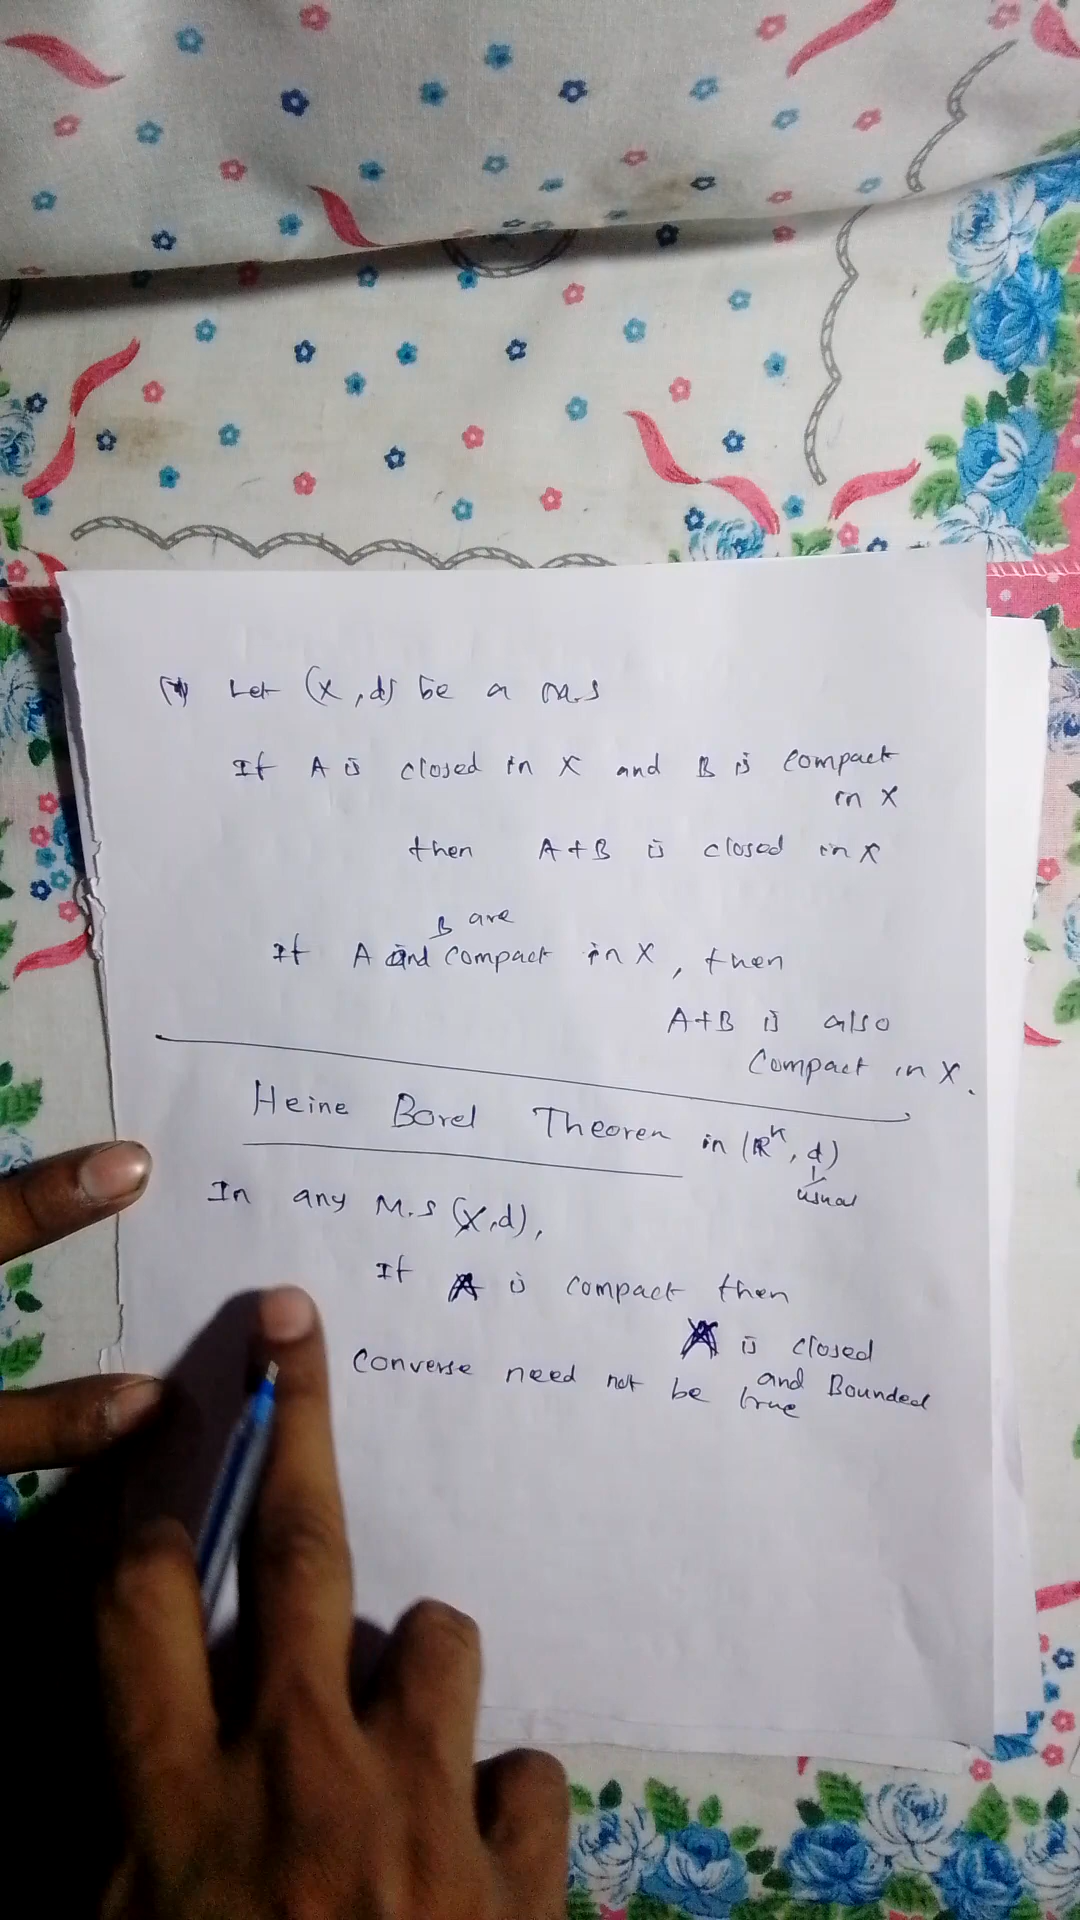 Let (X, d) be a M.S
If A is closed in X and B is compact
in X
then A+B is closed in X
B are
If A and compact in X, then
A+B is also
Compact in X.
Heine Borel Theorem in (ℝᵏ, d)
usual
In any M.S (X, d),
If A is compact then
A is closed
and Bounded
Converse need not be true